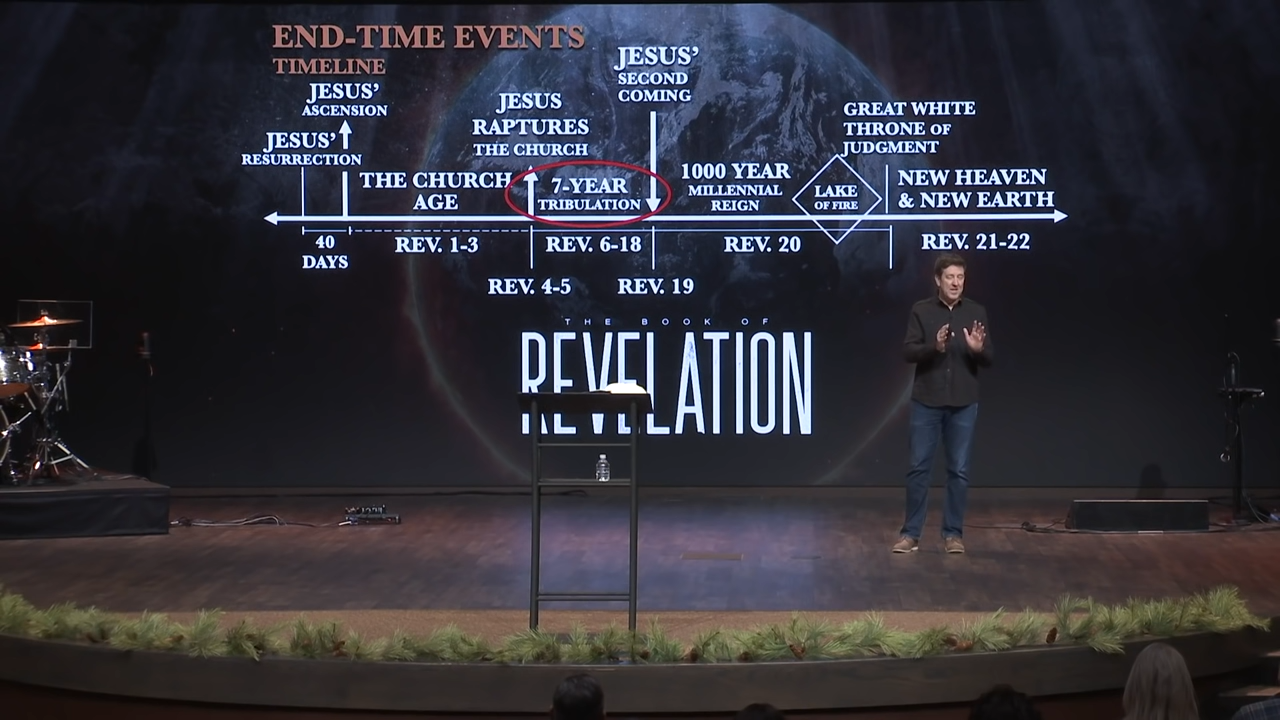 END-TIME EVENTS
TIMELINE
JESUS'
ASCENSION
JESUS'
RESURRECTION
THE CHURCH
AGE
JESUS
RAPTURES
THE CHURCH
7-YEAR
TRIBULATION
JESUS'
SECOND
COMING
1000 YEAR
MILLENNIAL
REIGN
LAKE
OF FIRE
GREAT WHITE
THRONE OF
JUDGMENT
NEW HEAVEN
& NEW EARTH
40
DAYS
REV. 1-3
REV. 4-5
REV. 6-18
REV. 19
REV. 20
REV. 21-22
THE BOOK OF
REVELATION